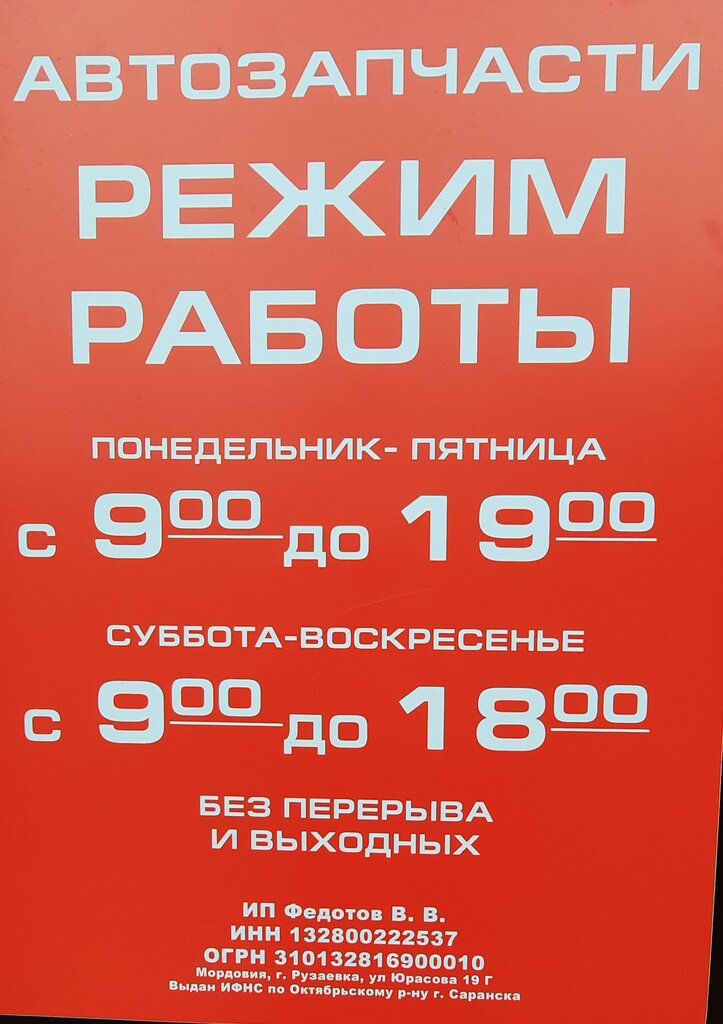 АВТОЗАПЧАСТИ
РЕЖИМ
РАБОТЫ
ПОНЕДЕЛЬНИК- ПЯТНИЦА
с 900 до 1900
СУББОТА-ВОСКРЕСЕНЬЕ
с 900 до 1800
БЕЗ ПЕРЕРЫВА
И ВЫХОДНЫХ
ИП Федотов В. В.
ИНН 132800222537
ОГРН 310132816900010
Мордовия, г. Рузаевка, ул Юрасова 19 Г
Выдан ИФНС по Октябрьскому р-ну г. Саранска